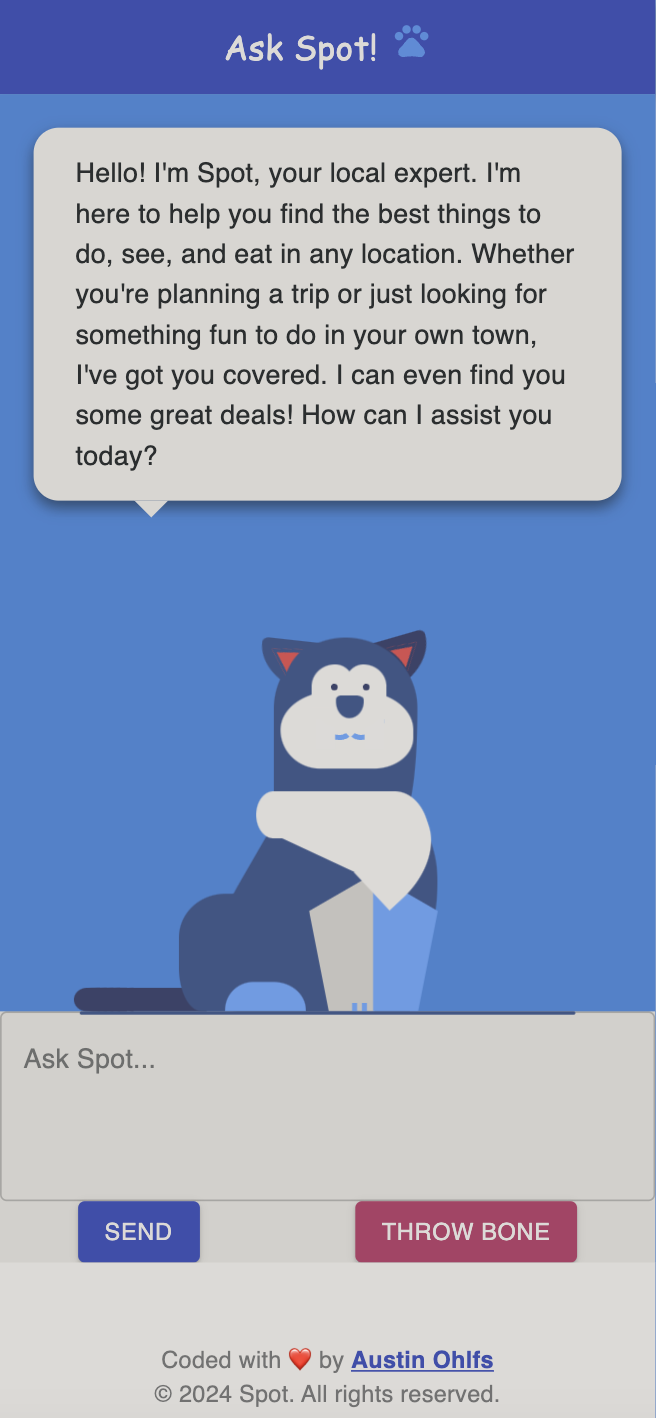 Ask Spot!
Hello! I'm Spot, your local expert. I'm
here to help you find the best things to
do, see, and eat in any location. Whether
you're planning a trip or just looking for
something fun to do in your own town,
I've got you covered. I can even find you
some great deals! How can I assist you
today?
Ask Spot...
SEND
THROW BONE
Coded with ❤️ by Austin Ohlfs
© 2024 Spot. All rights reserved.